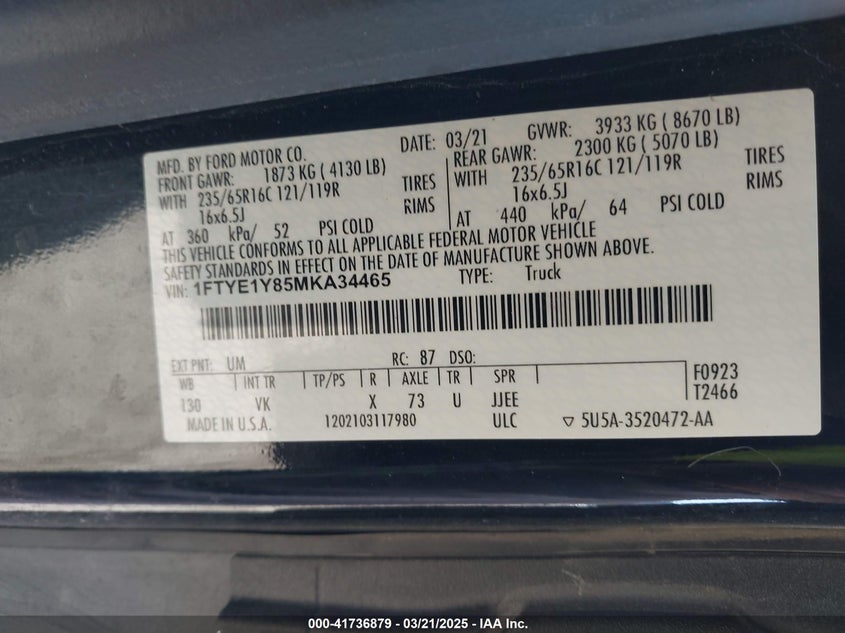 MFD. BY FORD MOTOR CO. DATE: 03/21 GVWR: 3933 KG ( 8670 LB)
FRONT GAWR: 1873 KG ( 4130 LB) REAR GAWR: 2300 KG ( 5070 LB)
WITH 235/65R16C 121/119R TIRES WITH 235/65R16C 121/119R TIRES
16x6.5J RIMS 16x6.5J RIMS
AT 360 kPa/ 52 PSI COLD AT 440 kPa/ 64 PSI COLD
THIS VEHICLE CONFORMS TO ALL APPLICABLE FEDERAL MOTOR VEHICLE
SAFETY STANDARDS IN EFFECT ON THE DATE OF MANUFACTURE SHOWN ABOVE.
VIN: 1FTYE1Y85MKA34465 TYPE: Truck
EXT PNT: UM RC: 87 DSO:
WB INT TR TP/PS R AXLE TR SPR F0923
130 VK X 73 U JJEE T2466
MADE IN U.S.A. 1202103117980 ULC ▽ 5U5A-3520472-AA
000-41736879 - 03/21/2025 - IAA Inc.